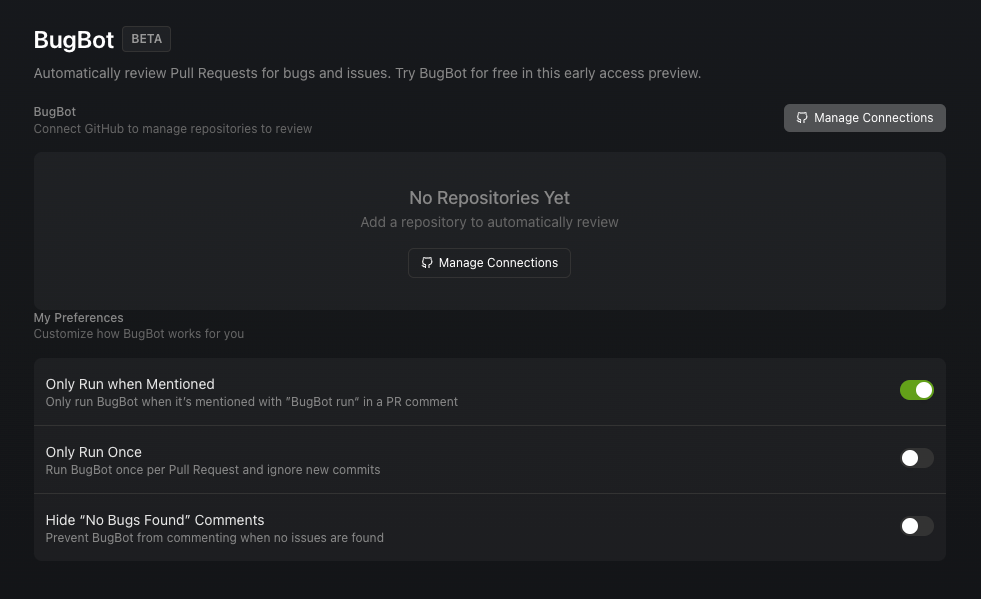 BugBot BETA
Automatically review Pull Requests for bugs and issues. Try BugBot for free in this early access preview.
BugBot
Connect GitHub to manage repositories to review
Manage Connections
No Repositories Yet
Add a repository to automatically review
Manage Connections
My Preferences
Customize how BugBot works for you
Only Run when Mentioned
Only run BugBot when it's mentioned with "BugBot run" in a PR comment
Only Run Once
Run BugBot once per Pull Request and ignore new commits
Hide “No Bugs Found” Comments
Prevent BugBot from commenting when no issues are found